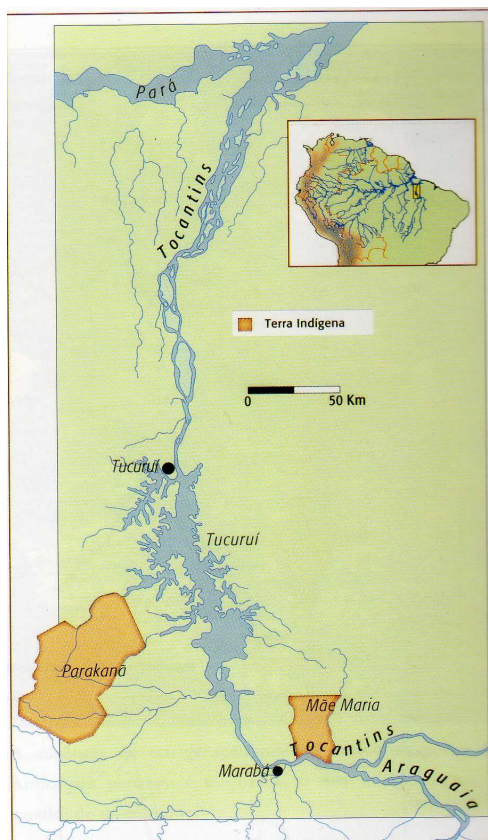 Pará
Tocantins
Terra Indígena
0 50 Km
Tucuruí
Tucuruí
Parakanã
Mãe Maria
Tocantins
Marabá
Araguaia